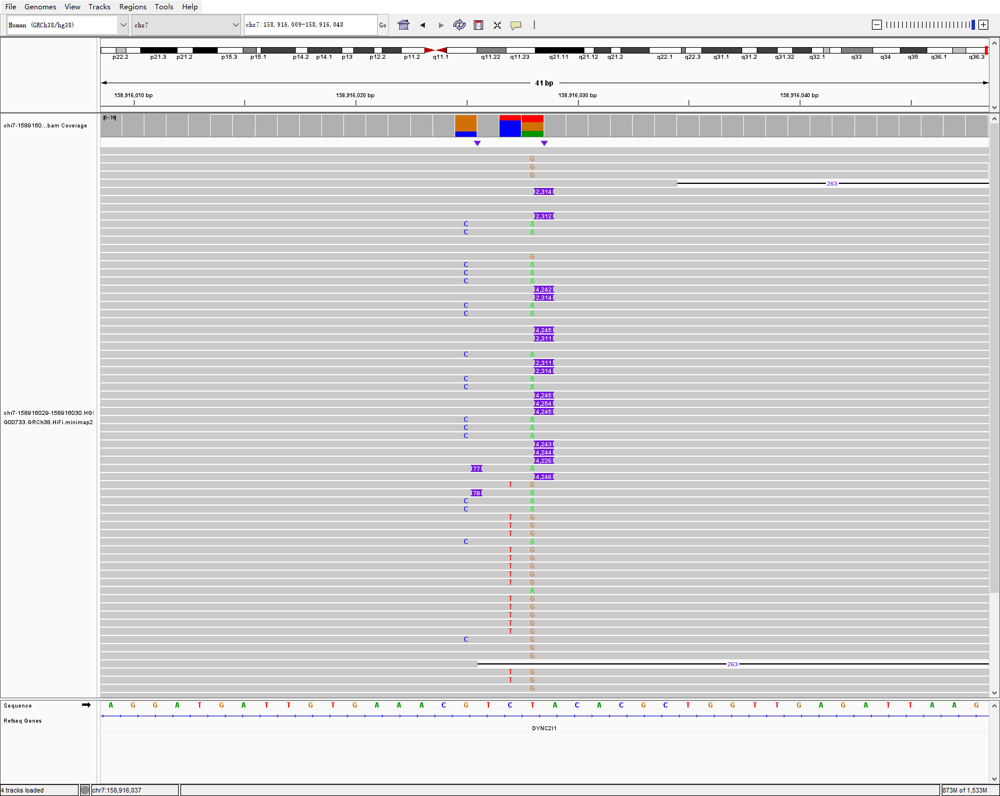 File Genomes View Tracks Regions Tools Help
Human (GRCh38/hg38) chr7 chr7:158,916,009-158,916,048 Go
p22.2 p21.3 p21.2 p15.3 p15.1 p14.2 p14.1 p13 p12.2 p11.2 q11.1 q11.22 q11.23 q21.11 q21.12 q21.2 q22.1 q22.3 q31.1 q31.2 q31.32 q32.1 q33 q34 q35 q36.1 q36.3
41 bp
158,916,010 bp 158,916,020 bp 158,916,030 bp 158,916,040 bp
chr7-1589160...bam Coverage
[0-78]
G
G
G
263
2,314
2,312
C A
C A
G
C A
C A
C A
4,242
2,314
C A
C A
4,245
2,311
C A
2,311
2,314
C A
C A
4,245
4,254
4,245
chr7-158916029-158916030.HG:
G00733.GRCh38.HiFi.minimap2
C A
C A
C A
4,243
4,244
4,226
77 A
4,246
T G
78 A
C A
C A
T G
T G
T G
C A
T G
T G
T G
T G
T G
A
T G
T G
T G
T G
T G
C G
G
G
263
T G
T G
G
Sequence A G G A T G A T T G T G A A A C G T C T A C A C G C T G G T T G A G A T T A A G
Refseq Genes
DYNC2I1
4 tracks loaded chr7:158,916,037 873M of 1,533M